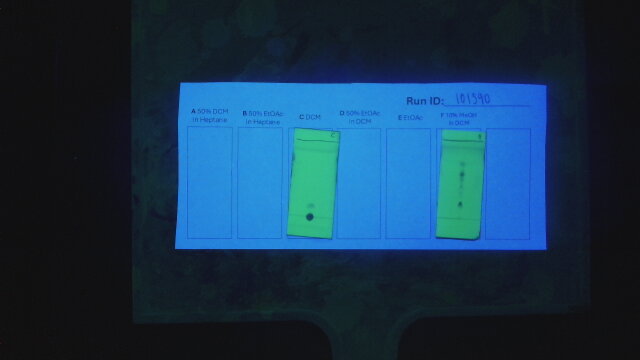 Run ID: 101390
A 50% DCM
in Heptane
B 50% EtOAc
in Heptane
C DCM
D 50% EtOAc
in DCM
E EtOAc
F 10% MeOH
in DCM
C